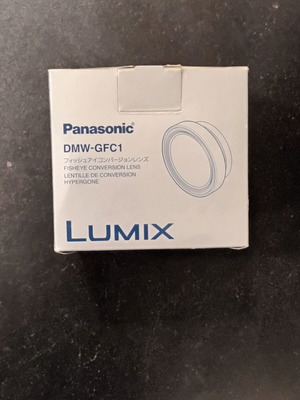 Panasonic
DMW-GFC1
フィッシュアイコンバージョンレンズ
FISHEYE CONVERSION LENS
LENTILLE DE CONVERSION
HYPERGONE
LUMIX